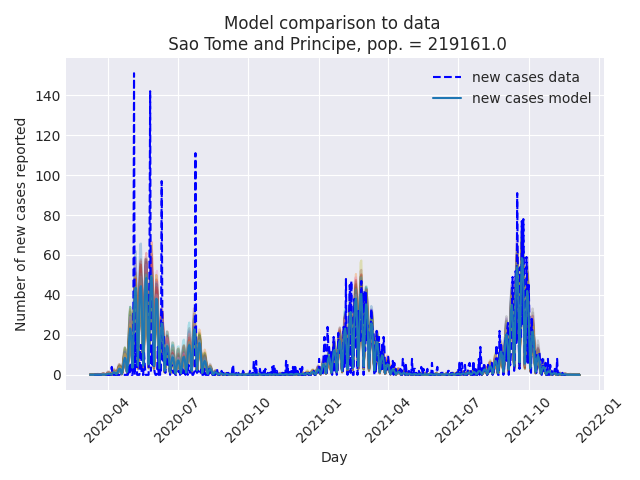 Model comparison to data
Sao Tome and Principe, pop. = 219161.0
new cases data
new cases model
Number of new cases reported
140
120
100
80
60
40
20
0
2020-04
2020-07
2020-10
2021-01
2021-04
2021-07
2021-10
2022-01
Day